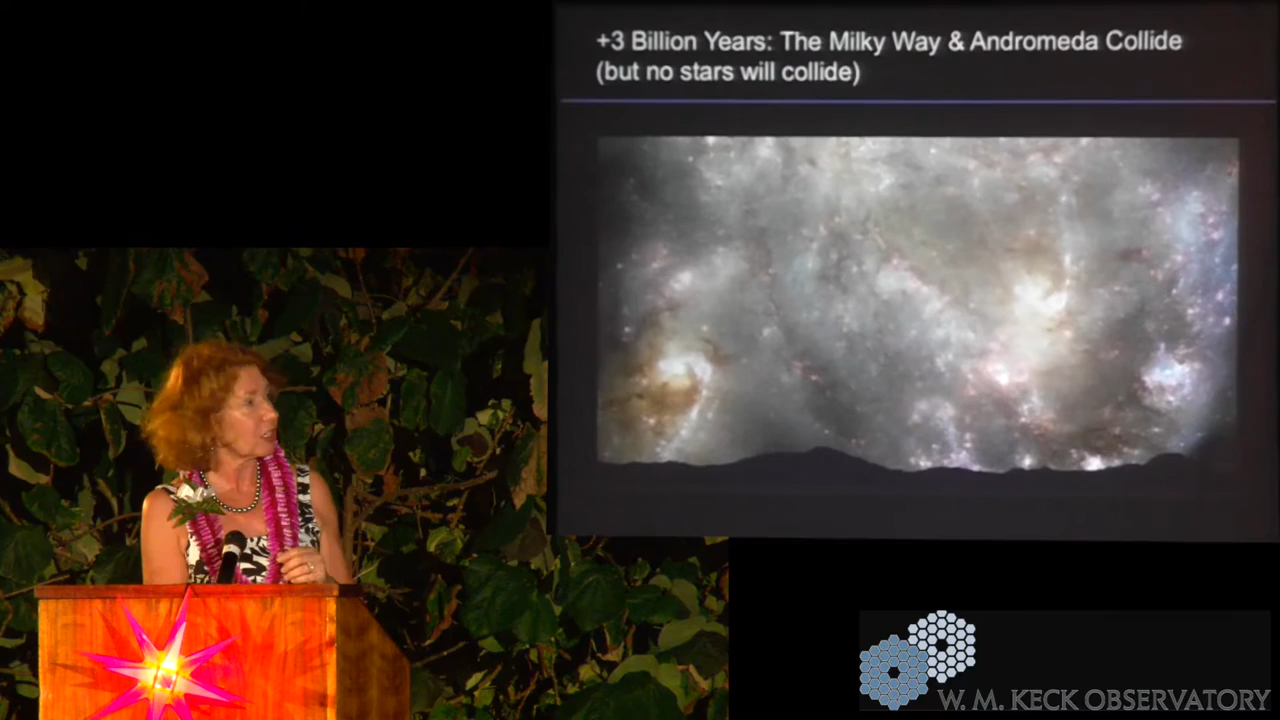 +3 Billion Years: The Milky Way & Andromeda Collide
(but no stars will collide)
W. M. KECK OBSERVATORY